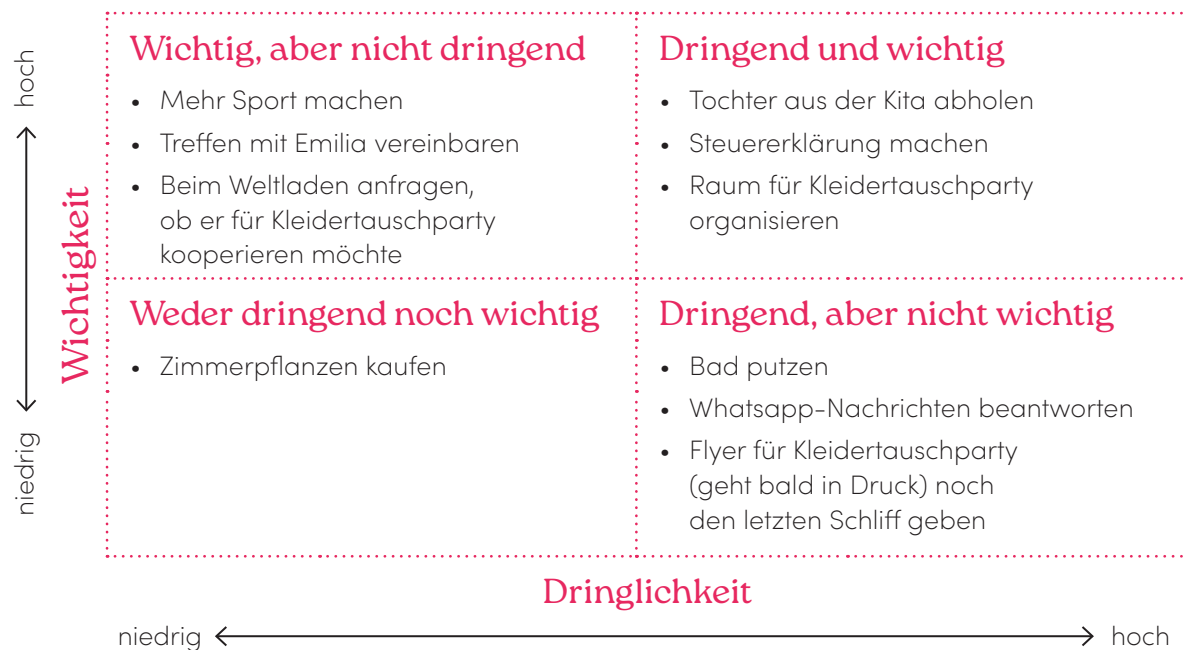 Wichtigkeit
hoch
niedrig
Wichtig, aber nicht dringend
• Mehr Sport machen
• Treffen mit Emilia vereinbaren
• Beim Weltladen anfragen,
ob er für Kleidertauschparty
kooperieren möchte
Dringend und wichtig
• Tochter aus der Kita abholen
• Steuererklärung machen
• Raum für Kleidertauschparty
organisieren
Weder dringend noch wichtig
• Zimmerpflanzen kaufen
Dringend, aber nicht wichtig
• Bad putzen
• Whatsapp-Nachrichten beantworten
• Flyer für Kleidertauschparty
(geht bald in Druck) noch
den letzten Schliff geben
Dringlichkeit
niedrig
hoch